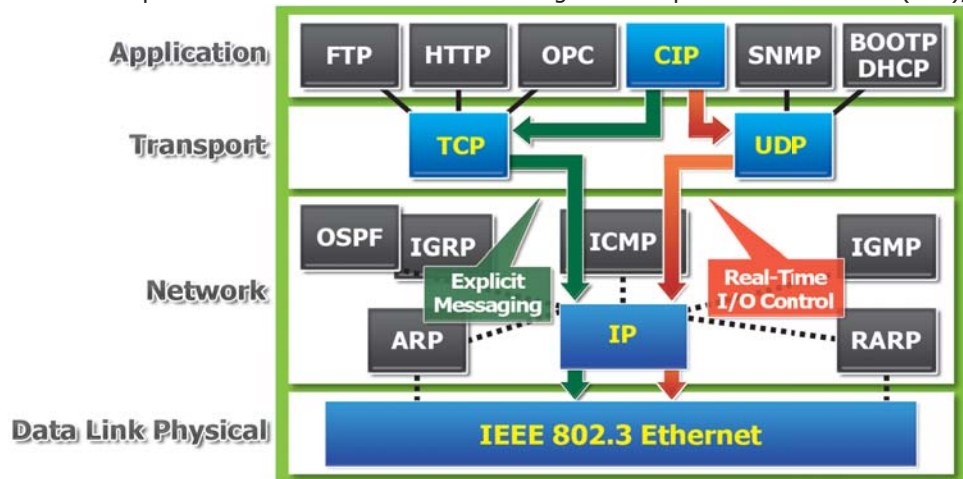 Application
FTP
HTTP
OPC
CIP
SNMP
BOOTP
DHCP
Transport
TCP
UDP
Network
OSPF
IGRP
ICMP
IGMP
Explicit
Messaging
Real-Time
I/O Control
ARP
IP
RARP
Data Link Physical
IEEE 802.3 Ethernet